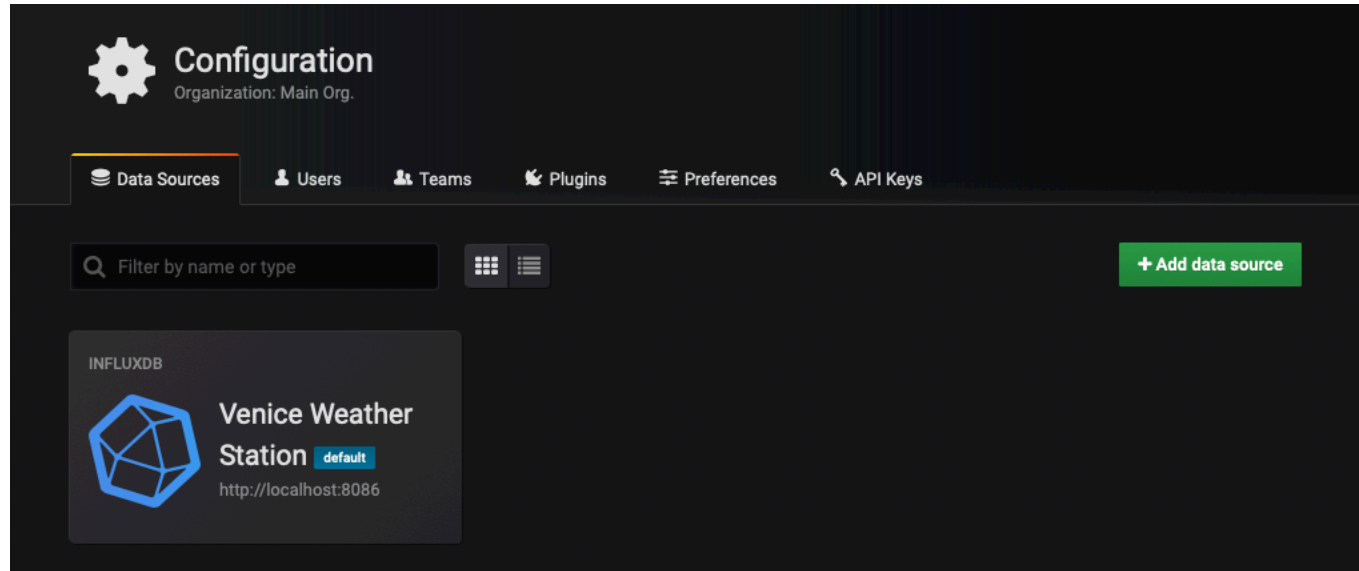 Configuration
Organization: Main Org.
Data Sources Users Teams Plugins Preferences API Keys
Filter by name or type
+ Add data source
INFLUXDB
Venice Weather
Station default
http://localhost:8086